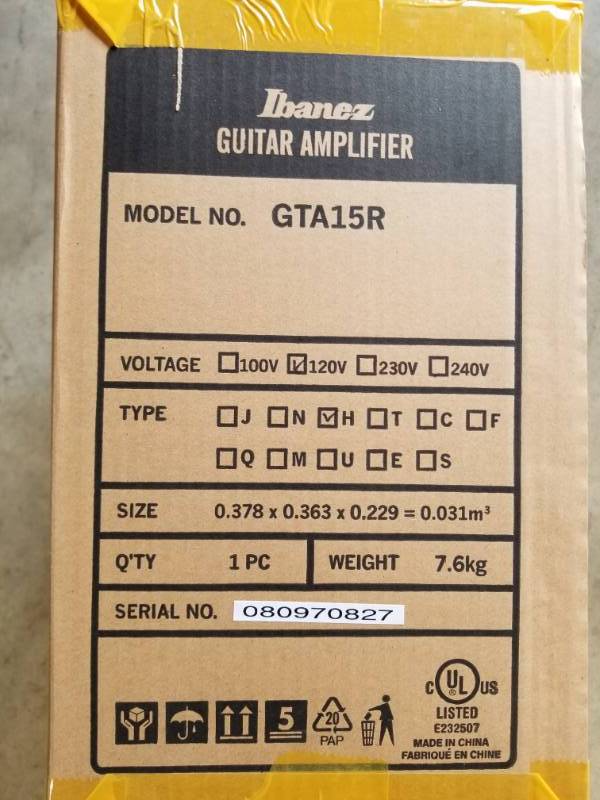 Ibanez
GUITAR AMPLIFIER
MODEL NO. GTA15R
VOLTAGE 100V 120V 230V 240V
TYPE J N H T C F
Q M U E S
SIZE 0.378 x 0.363 x 0.229 = 0.031m³
Q'TY 1 PC WEIGHT 7.6kg
SERIAL NO. 080970827
C UL US
®
LISTED
E232507
5
20
PAP
MADE IN CHINA
FABRIQUÉ EN CHINE